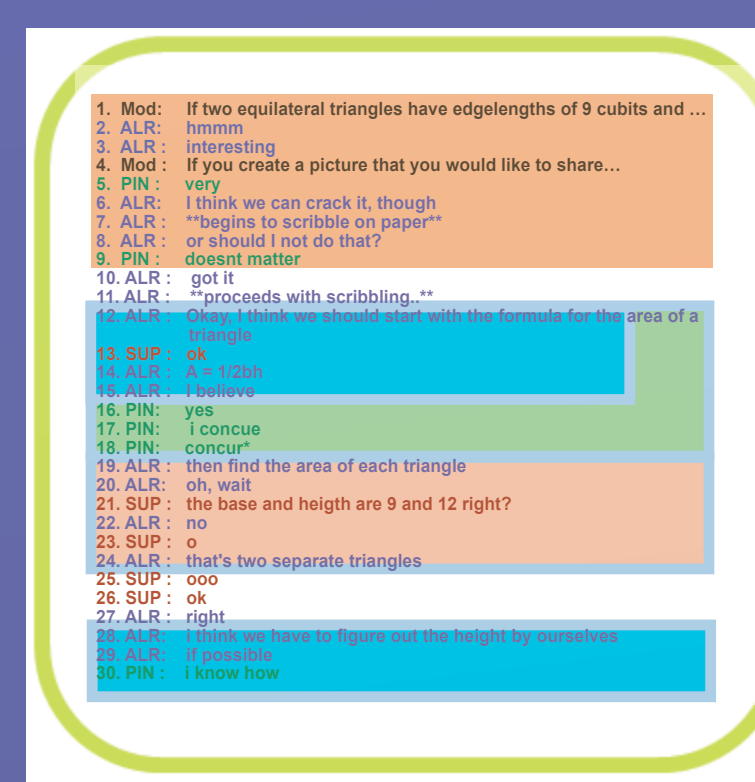 1. Mod: If two equilateral triangles have edgelengths of 9 cubits and …
2. ALR: hmmm
3. ALR : interesting
4. Mod : If you create a picture that you would like to share…
5. PIN : very
6. ALR: I think we can crack it, though
7. ALR : **begins to scribble on paper**
8. ALR : or should I not do that?
9. PIN : doesnt matter
10. ALR : got it
11. ALR : **proceeds with scribbling..**
12. ALR : Okay, I think we should start with the formula for the area of a
triangle
13. SUP : ok
14. ALR : A = 1/2bh
15. ALR : I believe
16. PIN: yes
17. PIN: i concue
18. PIN: concur*
19. ALR : then find the area of each triangle
20. ALR: oh, wait
21. SUP : the base and heigth are 9 and 12 right?
22. ALR : no
23. SUP : o
24. ALR : that's two separate triangles
25. SUP : ooo
26. SUP : ok
27. ALR : right
28. ALR: i think we have to figure out the height by ourselves
29. ALR: if possible
30. PIN : i know how